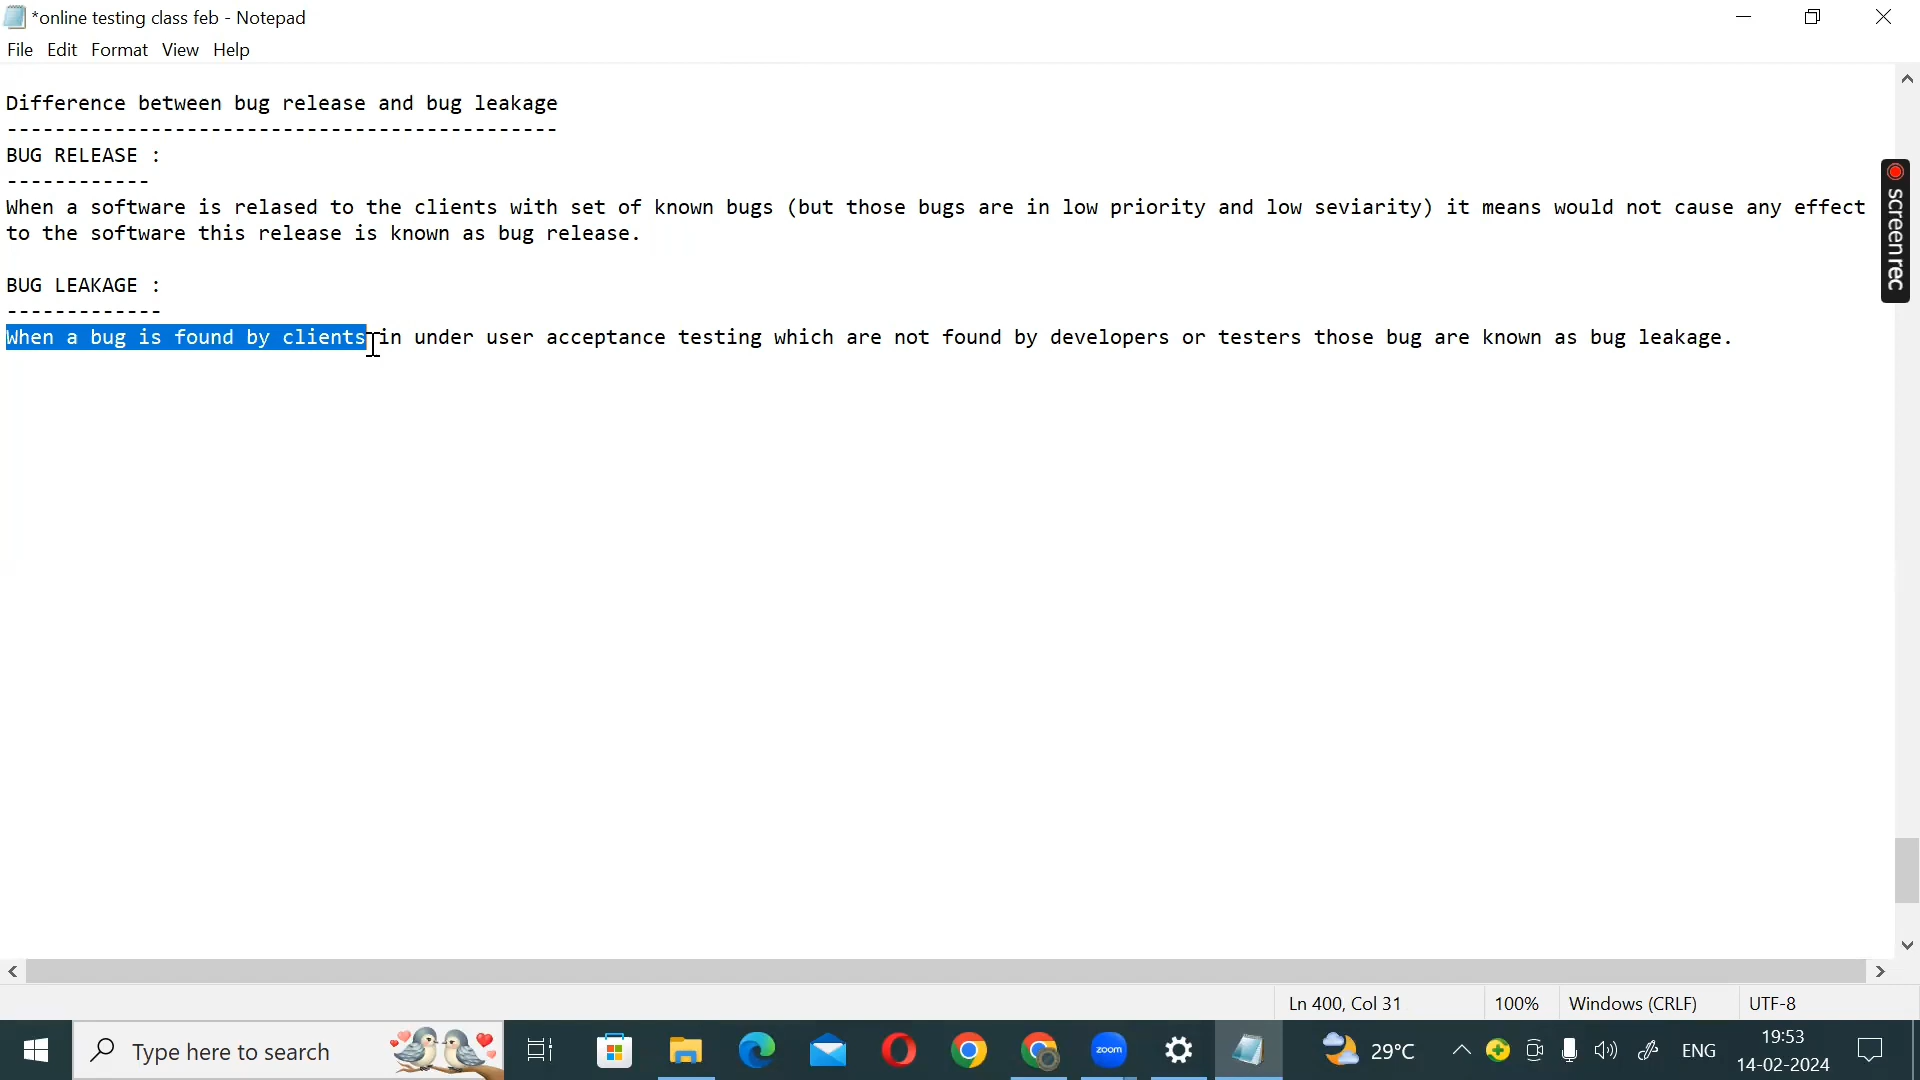 *online testing class feb - Notepad
File Edit Format View Help
Difference between bug release and bug leakage
----------------------------------------------
BUG RELEASE :
------------
When a software is relased to the clients with set of known bugs (but those bugs are in low priority and low seviarity) it means would not cause any effect
to the software this release is known as bug release.
BUG LEAKAGE :
-------------
When a bug is found by clients in under user acceptance testing which are not found by developers or testers those bug are known as bug leakage.
screenrec
Ln 400, Col 31 100% Windows (CRLF) UTF-8
Type here to search
zoom
29°C
ENG
19:53
14-02-2024